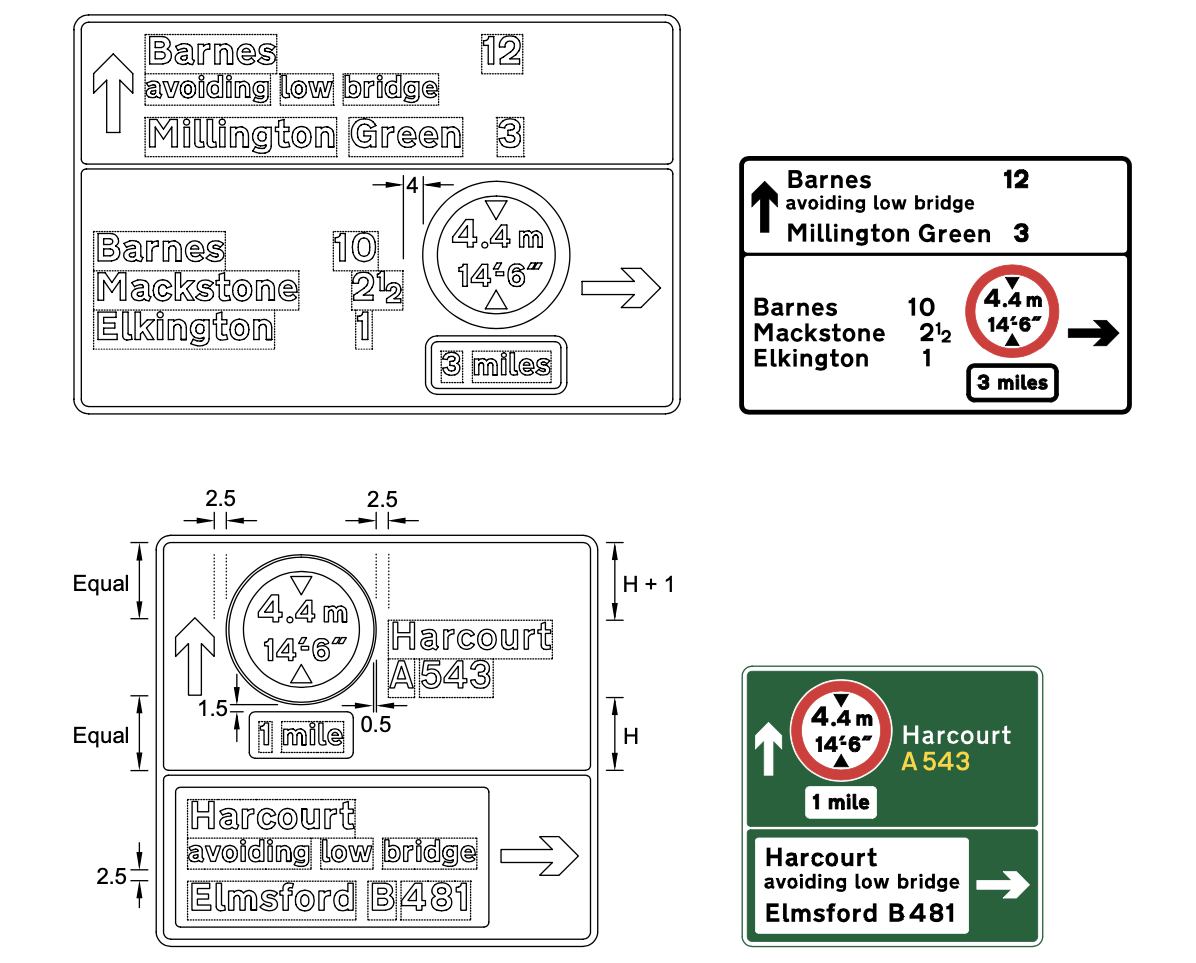 Barnes 12
avoiding low bridge
Millington Green 3
4
4.4 m
14'-6"
Barnes 10
Mackstone 2½
Elkington 1
3 miles
Barnes 12
avoiding low bridge
Millington Green 3
4.4 m
14'-6"
Barnes 10
Mackstone 2½
Elkington 1
3 miles
2.5 2.5
Equal
H + 1
4.4 m
14'-6"
Harcourt
A 543
1.5
0.5
Equal
1 mile
H
Harcourt
avoiding low bridge
2.5
Elmsford B 481
4.4 m
14'-6"
Harcourt
A 543
1 mile
Harcourt
avoiding low bridge
Elmsford B 481